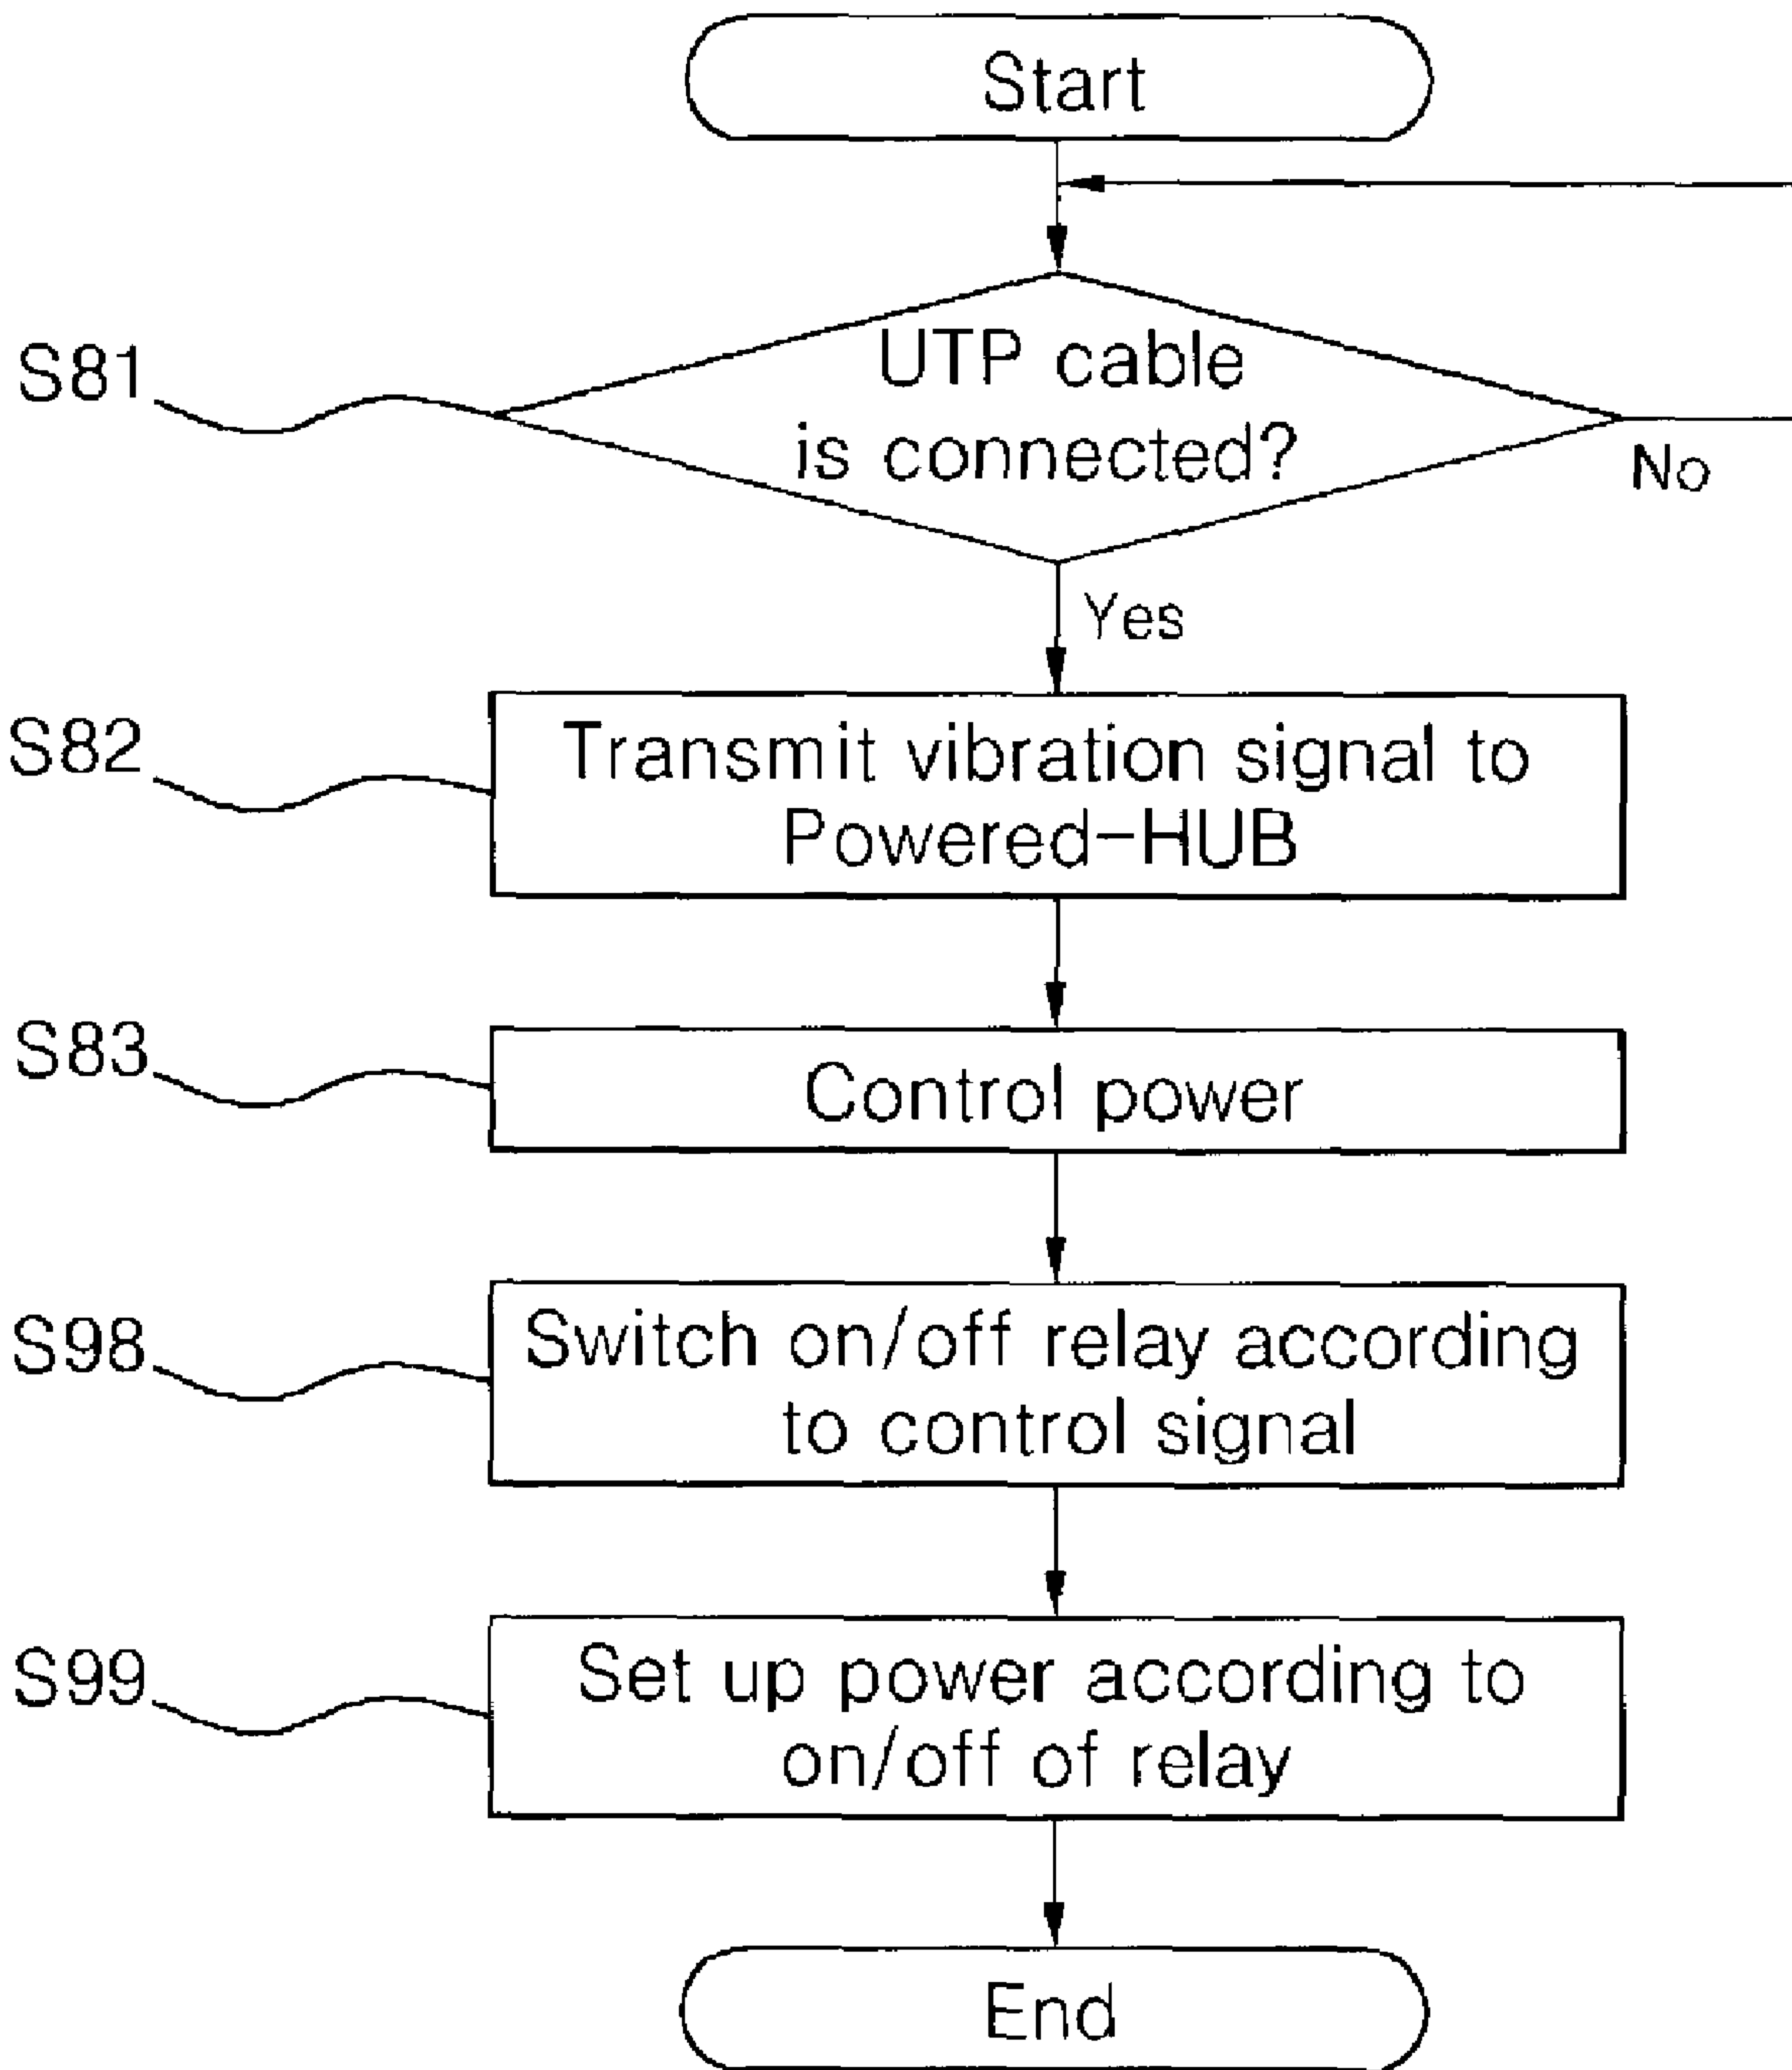 Start
S81
UTP cable
is connected?
No
Yes
S82
Transmit vibration signal to
Powered-HUB
S83
Control power
S98
Switch on/off relay according
to control signal
S99
Set up power according to
on/off of relay
End